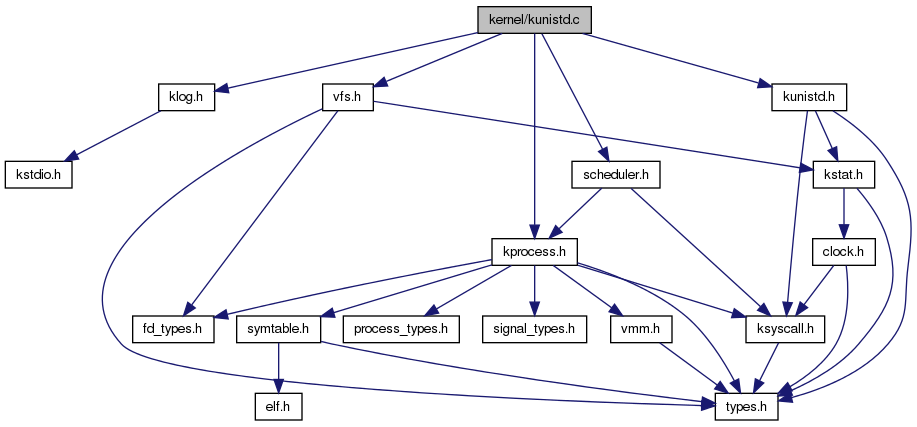 kernel/kunistd.c
klog.h
vfs.h
kunistd.h
kstdio.h
scheduler.h
kstat.h
kprocess.h
clock.h
fd_types.h
symtable.h
process_types.h
signal_types.h
vmm.h
ksyscall.h
elf.h
types.h